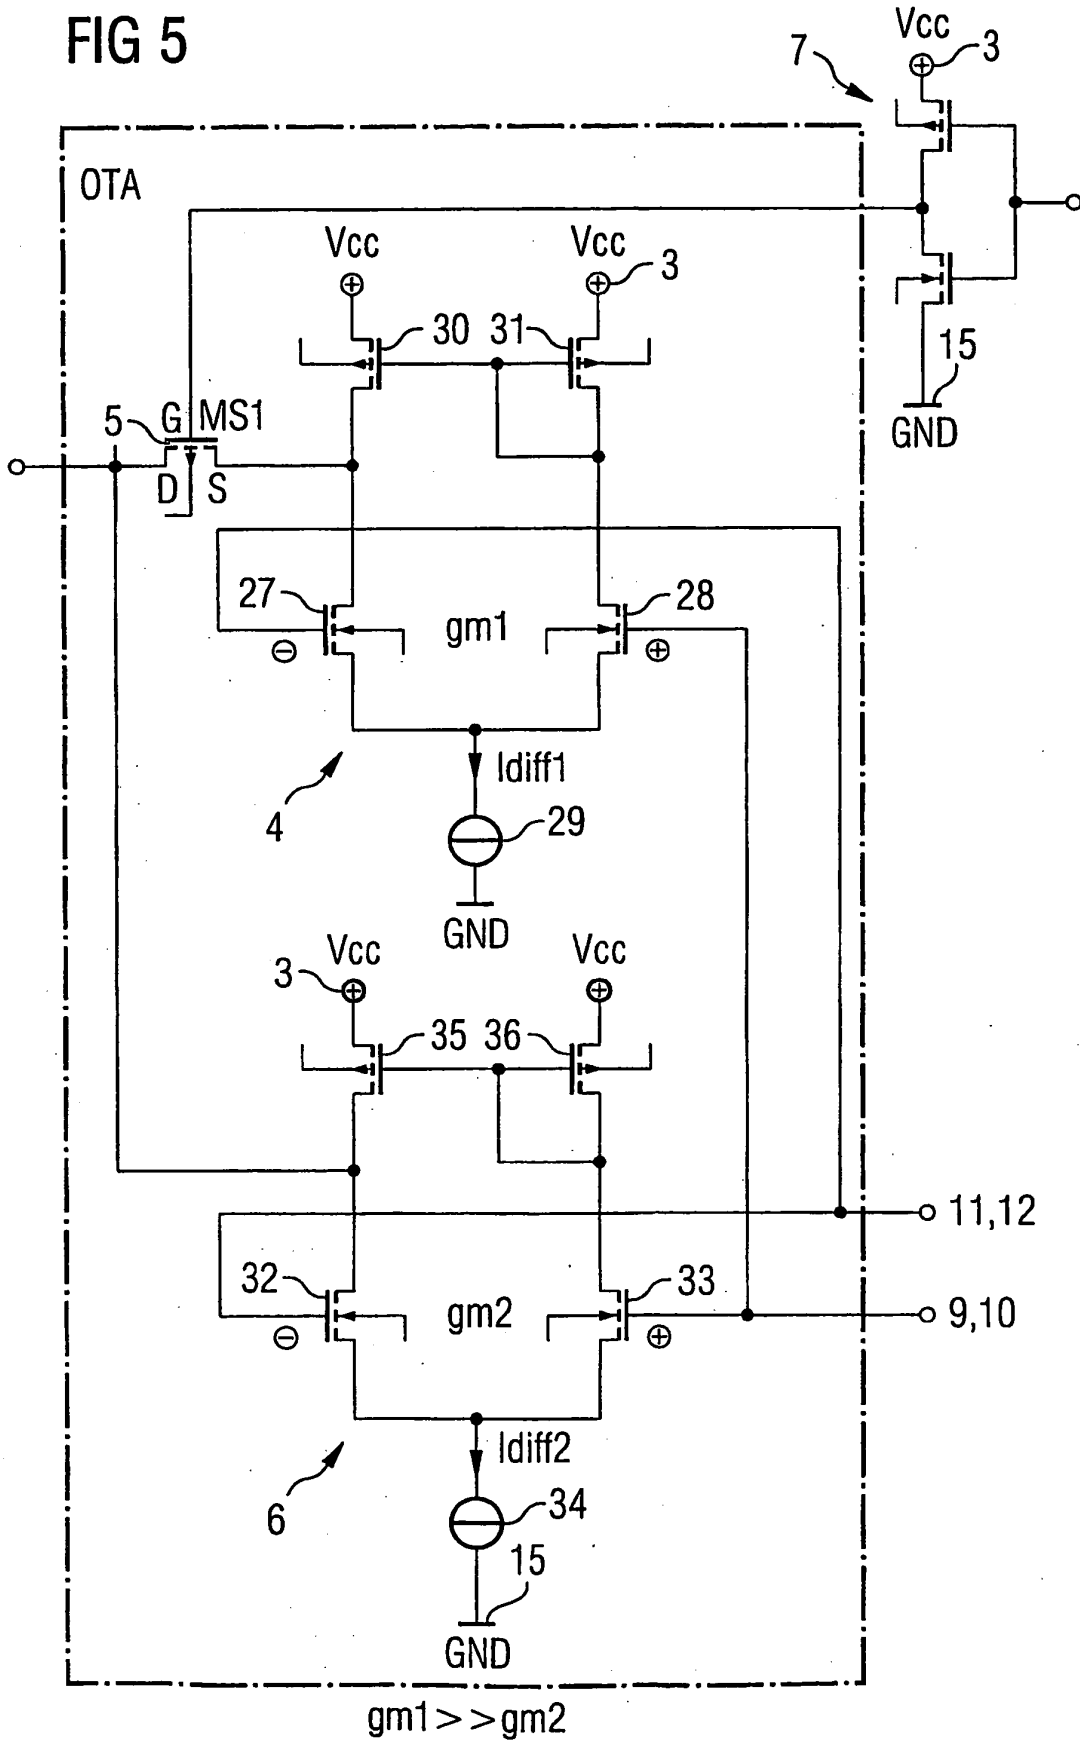 FIG 5
Vcc
7
3
OTA
Vcc
Vcc
3
30
31
15
GND
5
G
MS1
D
S
27
gm1
28
Idiff1
4
29
GND
Vcc
Vcc
3
35
36
11,12
32
33
gm2
9,10
Idiff2
6
34
15
GND
gm1>>gm2